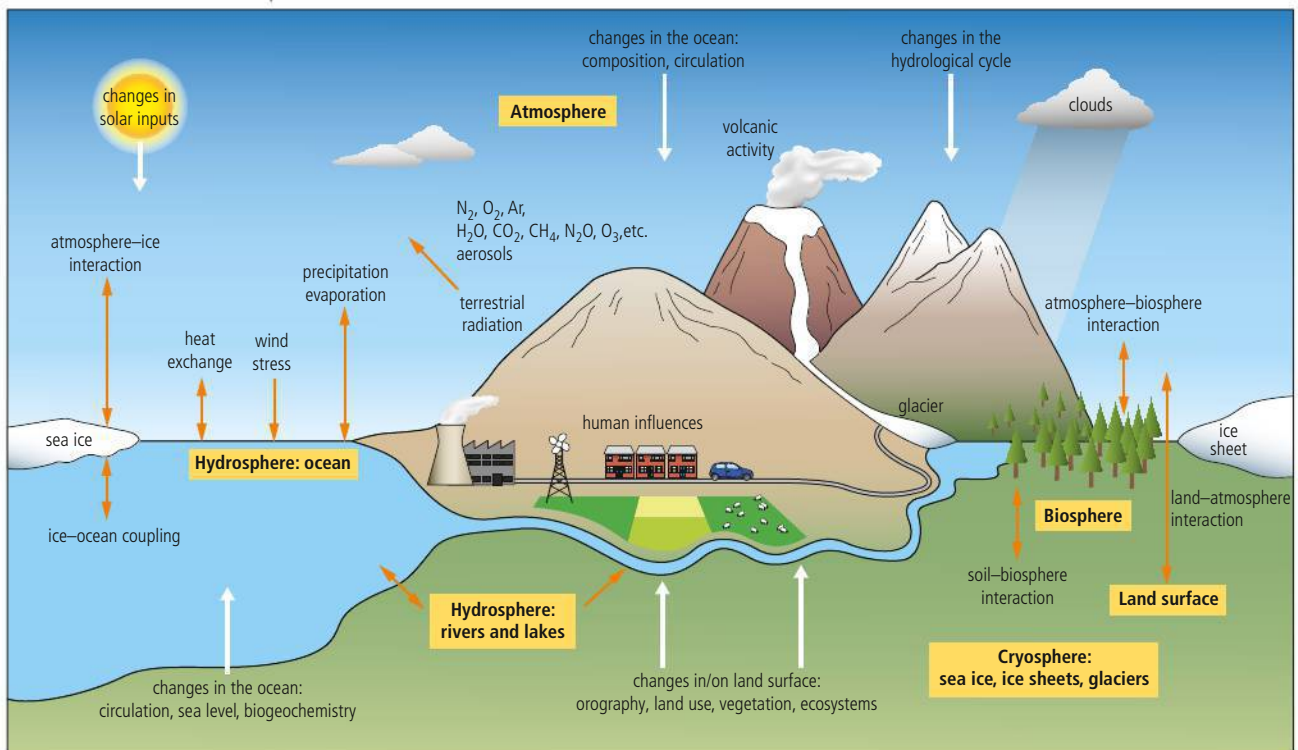 changes in the ocean:
composition, circulation
changes in the
hydrological cycle
changes in
solar inputs
Atmosphere
clouds
volcanic
activity
N₂, O₂, Ar,
H₂O, CO₂, CH₄, N₂O, O₃,etc.
aerosols
atmosphere–ice
interaction
precipitation
evaporation
terrestrial
radiation
atmosphere–biosphere
interaction
heat
exchange
wind
stress
glacier
human influences
sea ice
ice
sheet
Hydrosphere: ocean
Biosphere
land–atmosphere
interaction
ice–ocean coupling
soil–biosphere
interaction
Land surface
Hydrosphere:
rivers and lakes
Cryosphere:
sea ice, ice sheets, glaciers
changes in the ocean:
circulation, sea level, biogeochemistry
changes in/on land surface:
orography, land use, vegetation, ecosystems